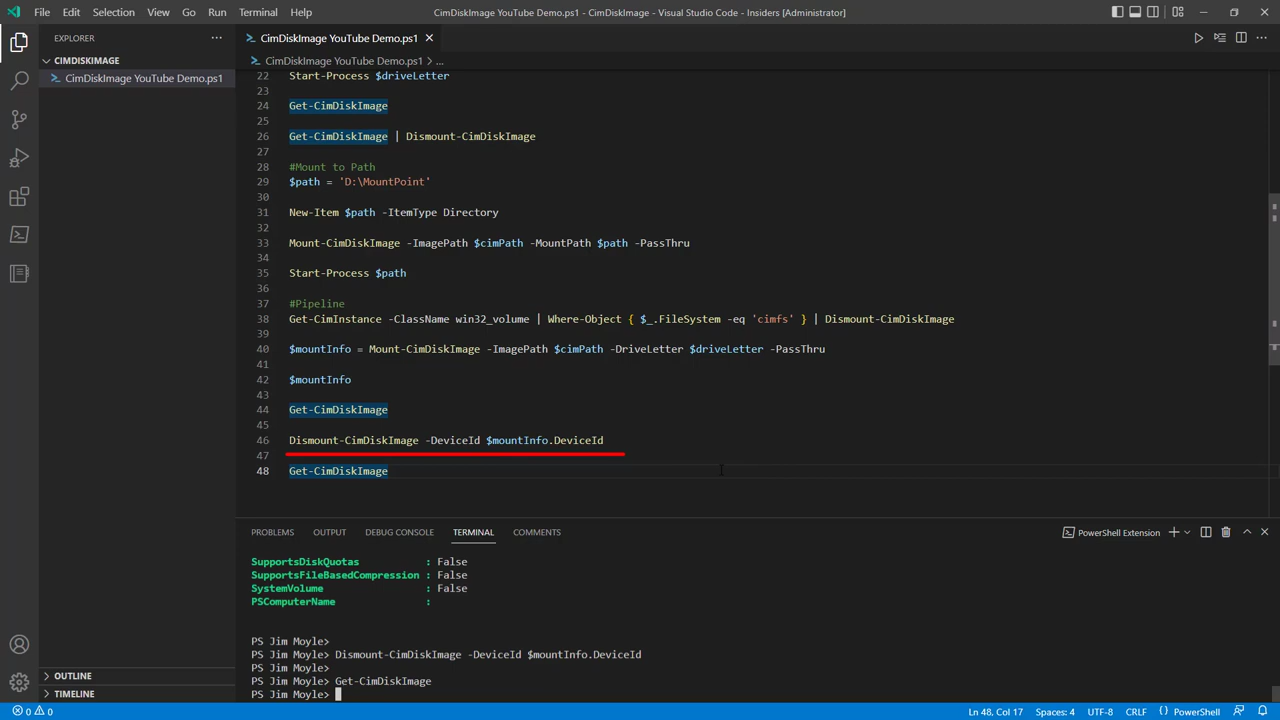 File Edit Selection View Go Run Terminal Help
CimDiskImage YouTube Demo.ps1 - CimDiskImage - Visual Studio Code - Insiders [Administrator]
EXPLORER
CIMDISKIMAGE
CimDiskImage YouTube Demo.ps1
CimDiskImage YouTube Demo.ps1
CimDiskImage YouTube Demo.ps1 > ...
22 Start-Process $driveLetter
23
24 Get-CimDiskImage
25
26 Get-CimDiskImage | Dismount-CimDiskImage
27
28 #Mount to Path
29 $path = 'D:\MountPoint'
30
31 New-Item $path -ItemType Directory
32
33 Mount-CimDiskImage -ImagePath $cimPath -MountPath $path -PassThru
34
35 Start-Process $path
36
37 #Pipeline
38 Get-CimInstance -ClassName win32_volume | Where-Object { $_.FileSystem -eq 'cimfs' } | Dismount-CimDiskImage
39
40 $mountInfo = Mount-CimDiskImage -ImagePath $cimPath -DriveLetter $driveLetter -PassThru
41
42 $mountInfo
43
44 Get-CimDiskImage
45
46 Dismount-CimDiskImage -DeviceId $mountInfo.DeviceId
47
48 Get-CimDiskImage
PROBLEMS OUTPUT DEBUG CONSOLE TERMINAL COMMENTS
PowerShell Extension
SupportsDiskQuotas : False
SupportsFileBasedCompression : False
SystemVolume : False
PSComputerName :
PS Jim Moyle>
PS Jim Moyle> Dismount-CimDiskImage -DeviceId $mountInfo.DeviceId
PS Jim Moyle>
PS Jim Moyle> Get-CimDiskImage
PS Jim Moyle>
OUTLINE
TIMELINE
0 0
Ln 48, Col 17 Spaces: 4 UTF-8 CRLF {} PowerShell